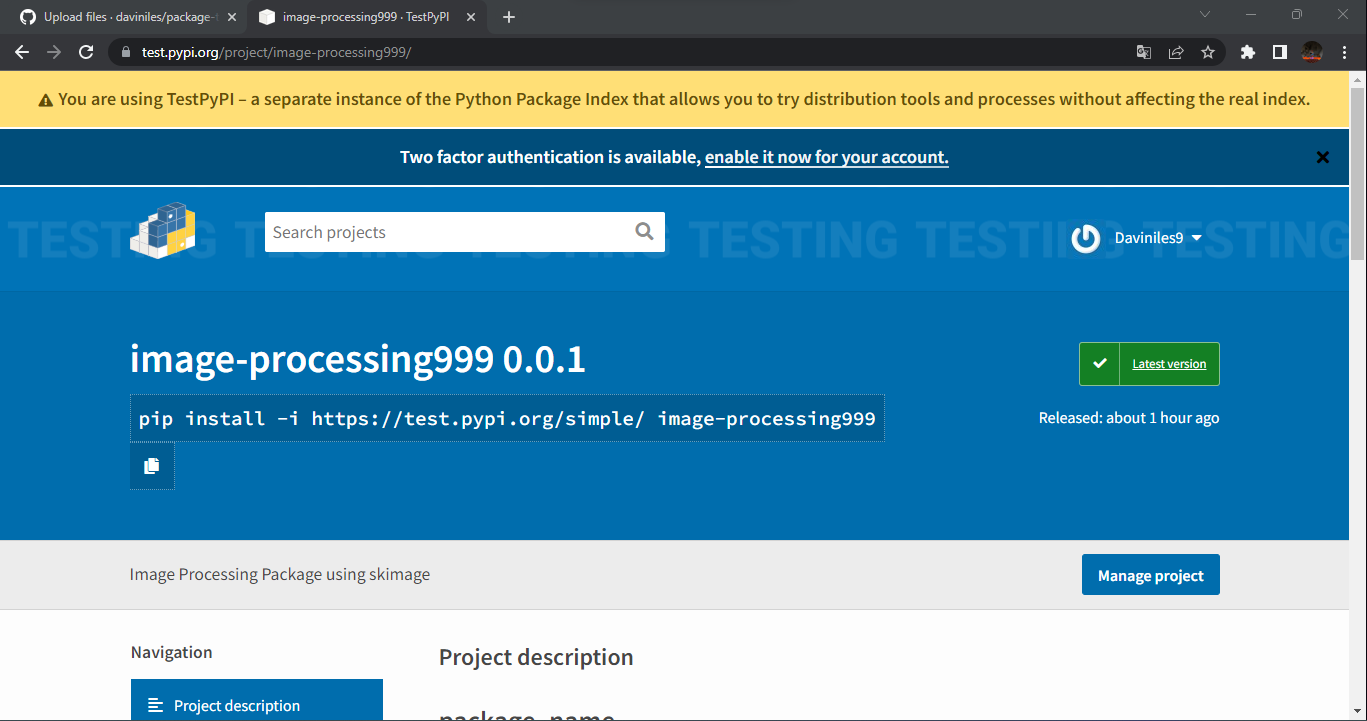 Upload files · daviniles/package-
image-processing999 · TestPyPI
test.pypi.org/project/image-processing999/
You are using TestPyPI – a separate instance of the Python Package Index that allows you to try distribution tools and processes without affecting the real index.
Two factor authentication is available, enable it now for your account.
TESTING TESTING TESTING TESTING TESTING TESTING
Search projects
Daviniles9
image-processing999 0.0.1
Latest version
pip install -i https://test.pypi.org/simple/ image-processing999
Released: about 1 hour ago
Image Processing Package using skimage
Manage project
Navigation
Project description
Project description
package_name